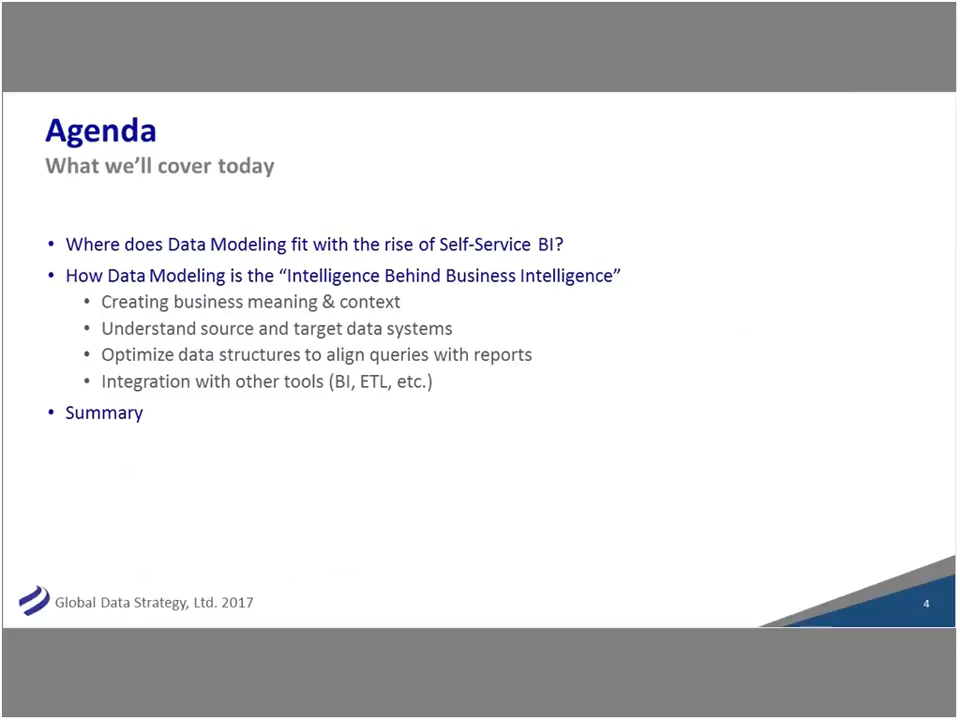 Agenda
What we’ll cover today
• Where does Data Modeling fit with the rise of Self-Service BI?
• How Data Modeling is the “Intelligence Behind Business Intelligence”
• Creating business meaning & context
• Understand source and target data systems
• Optimize data structures to align queries with reports
• Integration with other tools (BI, ETL, etc.)
• Summary
Global Data Strategy, Ltd. 2017
4